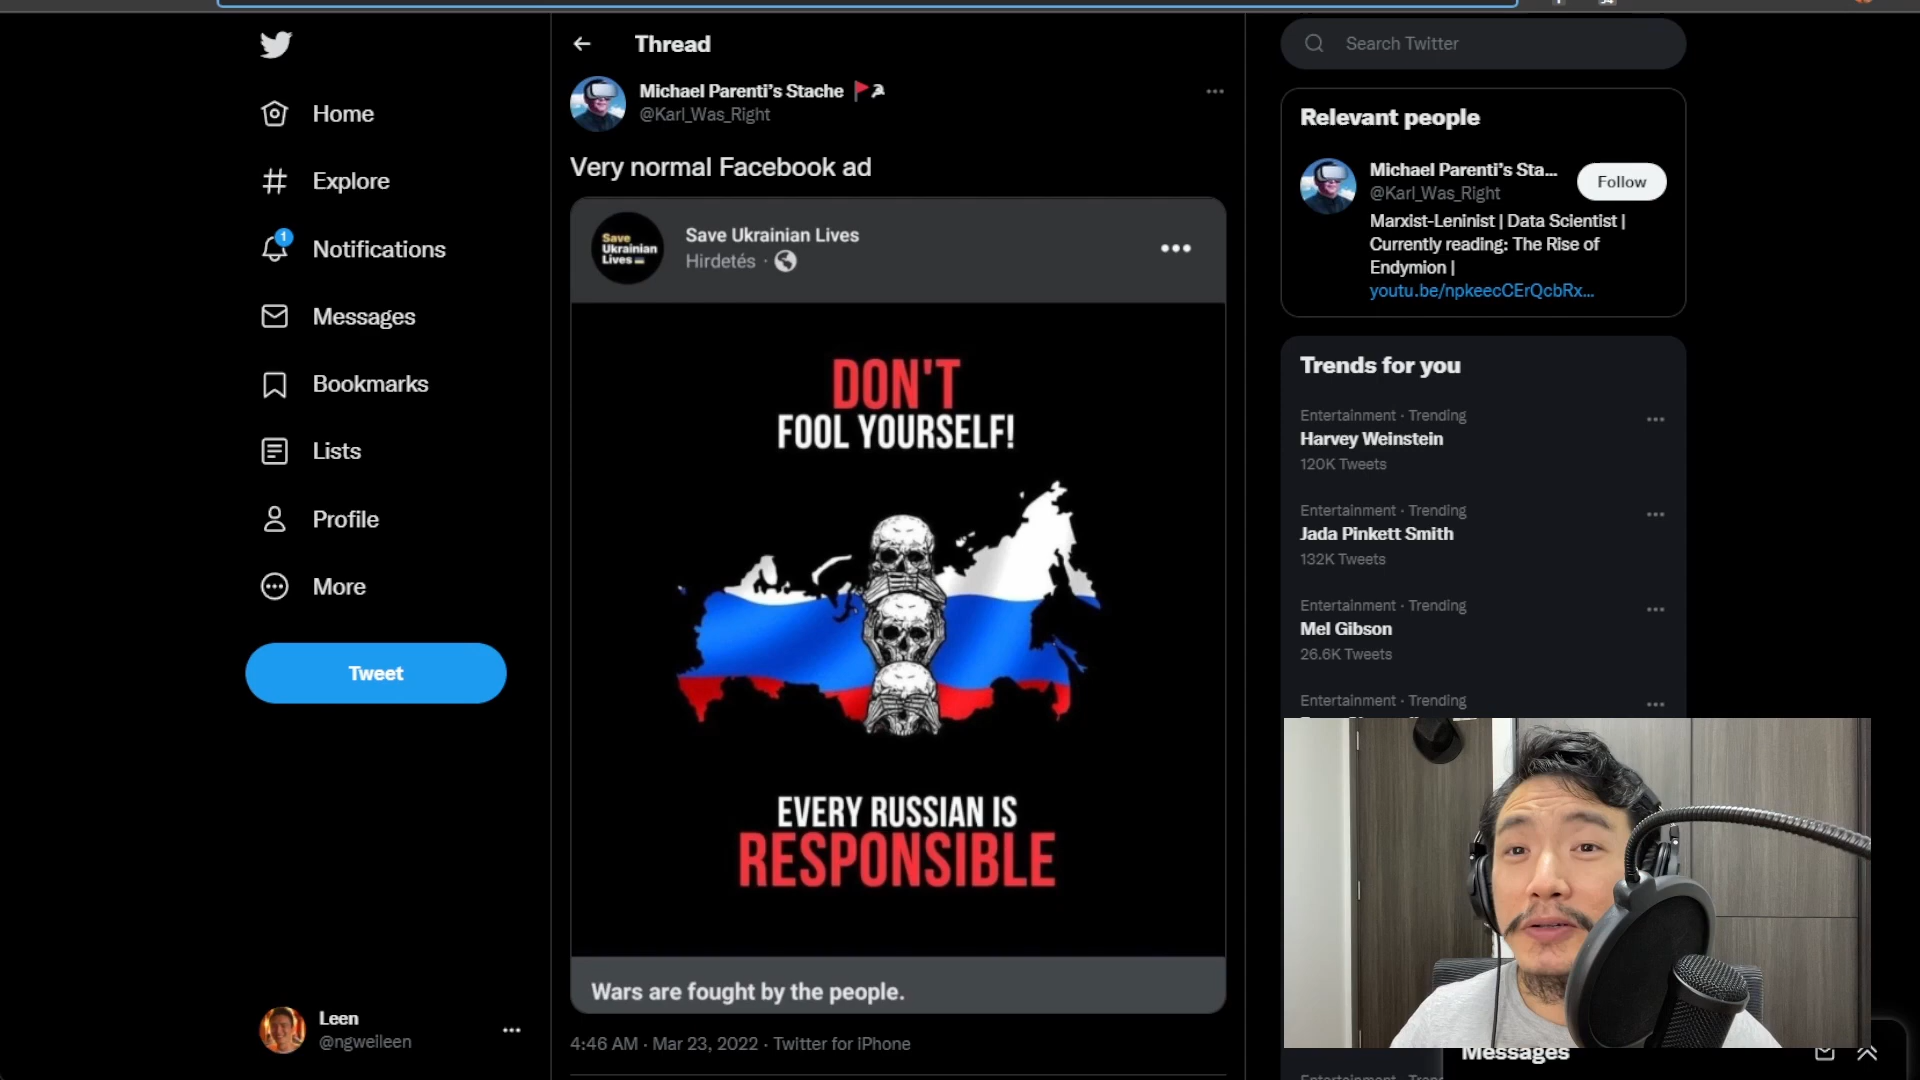 Home
Explore
1
Notifications
Messages
Bookmarks
Lists
Profile
More
Tweet
Leen
@ngweileen
Thread
Michael Parenti's Stache
@Karl_Was_Right
Very normal Facebook ad
Save
Ukrainian
Lives
Save Ukrainian Lives
Hirdetés ·
DON'T
FOOL YOURSELF!
EVERY RUSSIAN IS
RESPONSIBLE
Wars are fought by the people.
4:46 AM · Mar 23, 2022 · Twitter for iPhone
Search Twitter
Relevant people
Michael Parenti's Sta...
@Karl_Was_Right
Follow
Marxist-Leninist | Data Scientist |
Currently reading: The Rise of
Endymion |
youtu.be/npkeecCErQcbRx...
Trends for you
Entertainment · Trending
Harvey Weinstein
120K Tweets
Entertainment · Trending
Jada Pinkett Smith
132K Tweets
Entertainment · Trending
Mel Gibson
26.6K Tweets
Entertainment · Trending
Messages